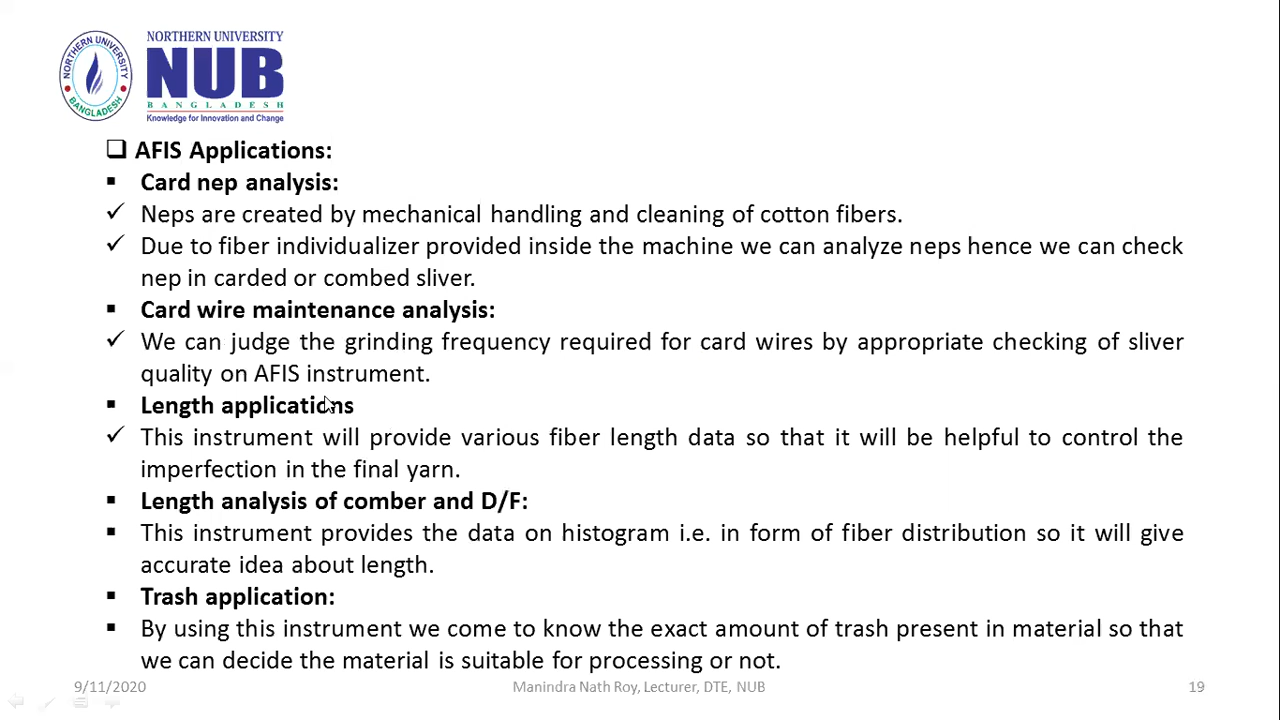 NORTHERN UNIVERSITY
BANGLADESH
NORTHERN UNIVERSITY
NUB
BANGLADESH
Knowledge for Innovation and Change
AFIS Applications:
Card nep analysis:
Neps are created by mechanical handling and cleaning of cotton fibers.
Due to fiber individualizer provided inside the machine we can analyze neps hence we can check
nep in carded or combed sliver.
Card wire maintenance analysis:
We can judge the grinding frequency required for card wires by appropriate checking of sliver
quality on AFIS instrument.
Length applications
This instrument will provide various fiber length data so that it will be helpful to control the
imperfection in the final yarn.
Length analysis of comber and D/F:
This instrument provides the data on histogram i.e. in form of fiber distribution so it will give
accurate idea about length.
Trash application:
By using this instrument we come to know the exact amount of trash present in material so that
we can decide the material is suitable for processing or not.
9/11/2020
Manindra Nath Roy, Lecturer, DTE, NUB
19